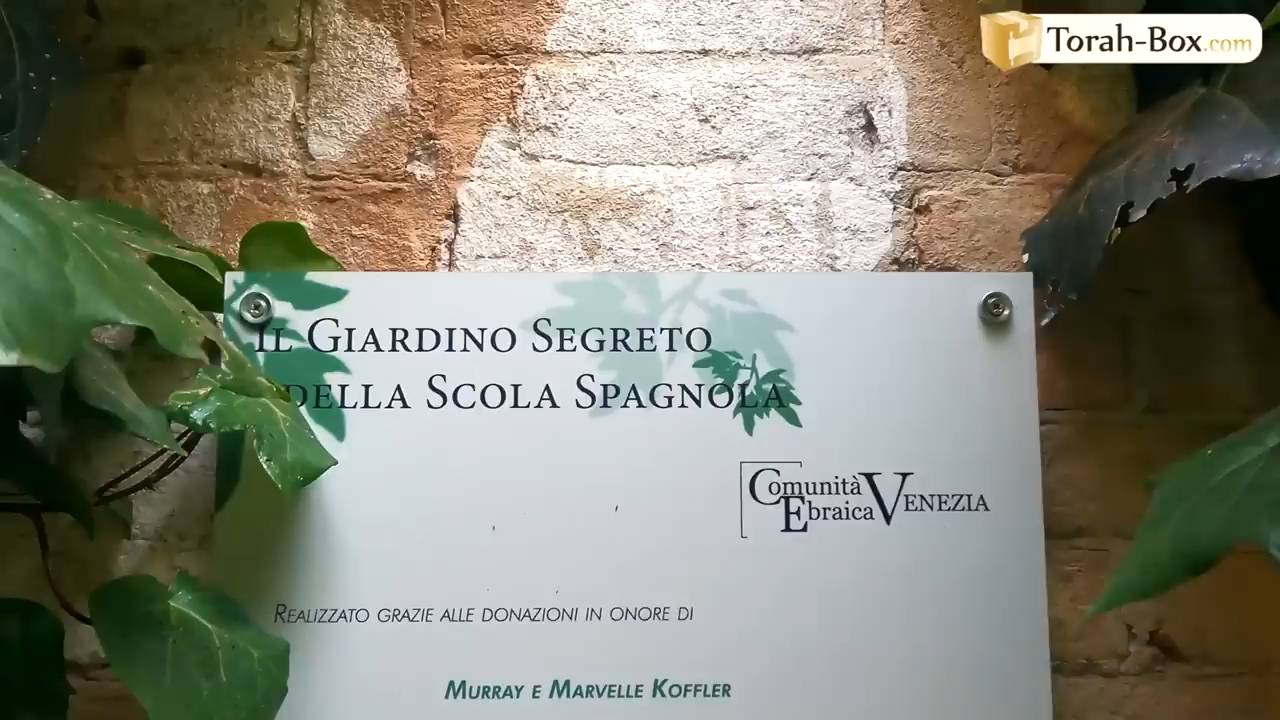 Torah-Box.com
Il Giardino Segreto
della Scola Spagnola
Comunità
Ebraica Venezia
Realizzato grazie alle donazioni in onore di
Murray e Marvelle Koffler